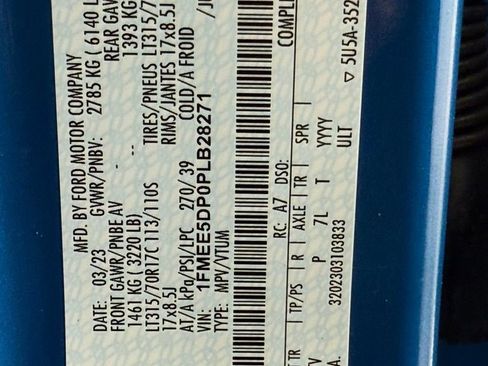 MFD. BY FORD MOTOR COMPANY
03/23 GVWR/PNBV: 2785 KG ( 6140 L
FRONT GAWR/PNBE AV REAR GAW
1461 KG ( 3220 LB) 1393 KG
LT315/70R17C 113/110S TIRES/PNEUS LT315/7
17x8.5J RIMS/JANTES 17x8.5J
AT/A kPa/PSI/LPC 270/ 39 COLD/A FROID
VIN: 1FMEE5DP0PLB28271
TYPE: MPV/VTUM
RC: A7 DSO:
TR TP/PS R AXLE TR SPR
P 7L T YYYY
ULT
3202303103833
COMPLE
▽ 5U5A-352